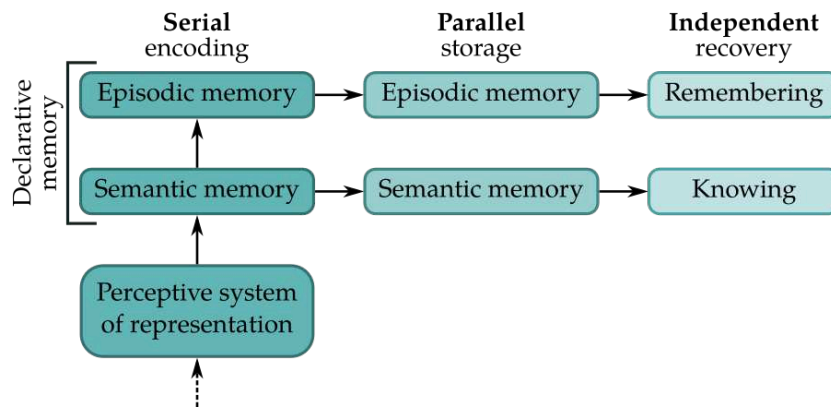 Serial
encoding
Parallel
storage
Independent
recovery
Declarative
memory
Episodic memory
Episodic memory
Remembering
Semantic memory
Semantic memory
Knowing
Perceptive system
of representation